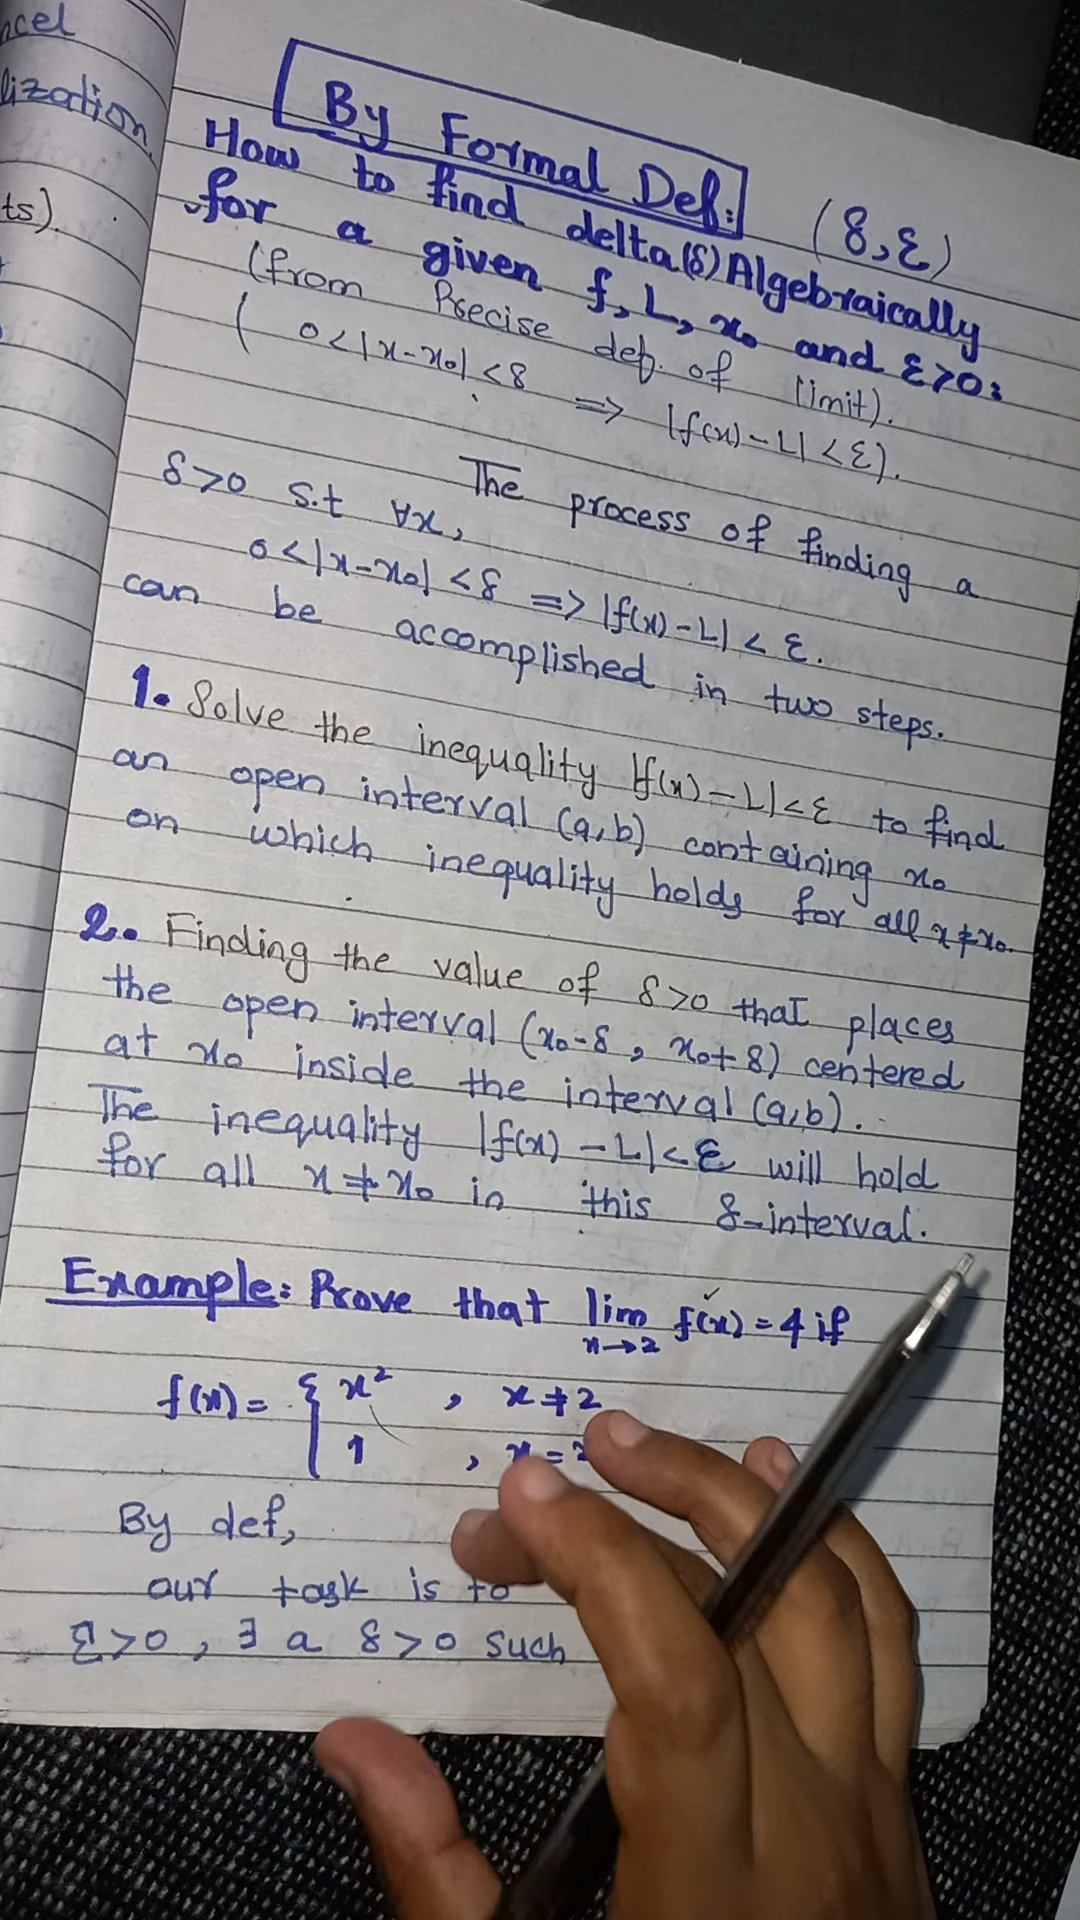 ncel
lization
ts).
By Formal Def:
(δ,ε)
How to find delta(δ) Algebraically
for a given f, L, x₀ and ε>0:
(from Precise def. of limit).
( 0<|x-x₀|<δ => |f(x)-L|<ε).
The process of finding a
δ>0 s.t ∀x,
0<|x-x₀|<δ => |f(x)-L|< ε.
can be accomplished in two steps.
1. Solve the inequality |f(x)-L|<ε to find
an open interval (a,b) containing x₀
on which inequality holds for all x≠x₀.
2. Finding the value of δ>0 that places
the open interval (x₀-δ, x₀+δ) centered
at x₀ inside the interval (a,b).
The inequality |f(x)-L|<ε will hold
for all x≠x₀ in this δ-interval.
Example: Prove that lim x→2 f(x)=4 if
f(x)= { x² , x≠2
1 , x=2
By def,
our task is to
ε>0, ∃ a δ>0 such